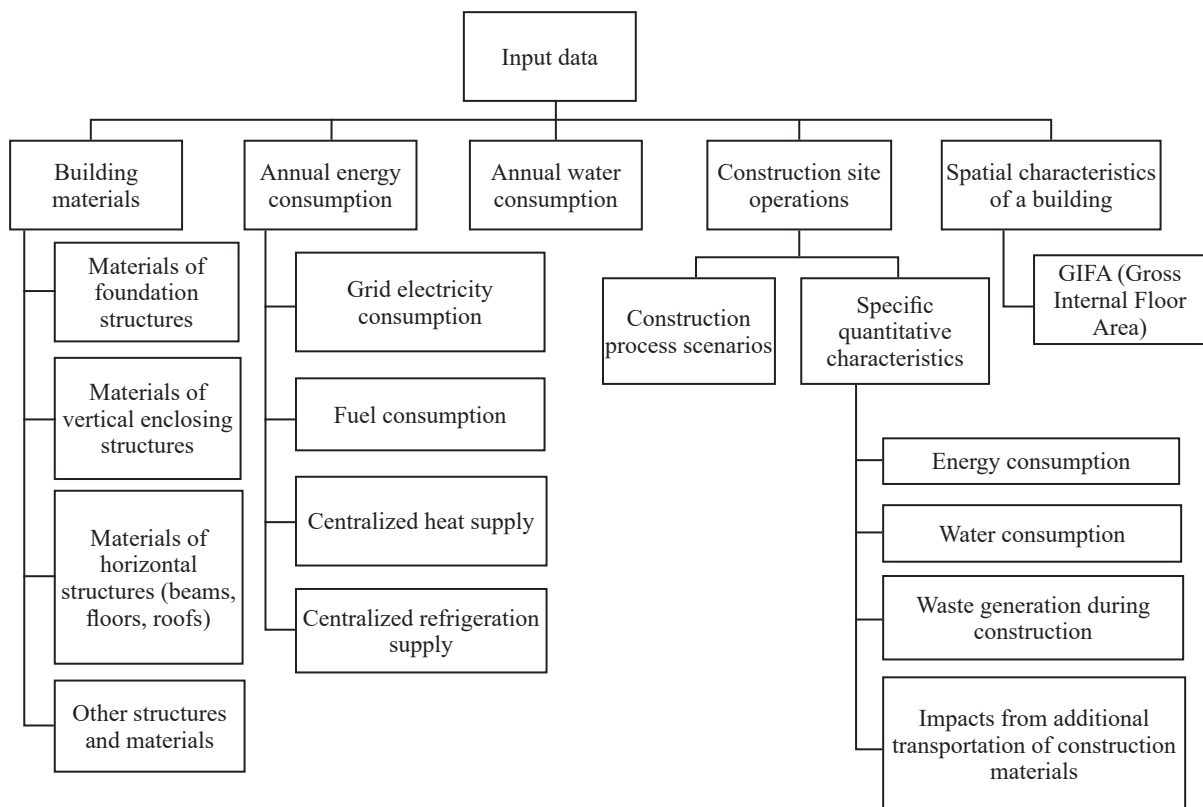 Input data
Building
materials
Annual energy
consumption
Annual water
consumption
Construction site
operations
Spatial characteristics
of a building
Materials of
foundation
structures
Materials of
vertical enclosing
structures
Materials of
horizontal
structures (beams,
floors, roofs)
Other structures
and materials
Grid electricity
consumption
Fuel consumption
Centralized heat supply
Centralized refrigeration
supply
Construction
process scenarios
Specific
quantitative
characteristics
Energy consumption
Water consumption
Waste generation during
construction
Impacts from additional
transportation of construction
materials
GIFA (Gross
Internal Floor
Area)